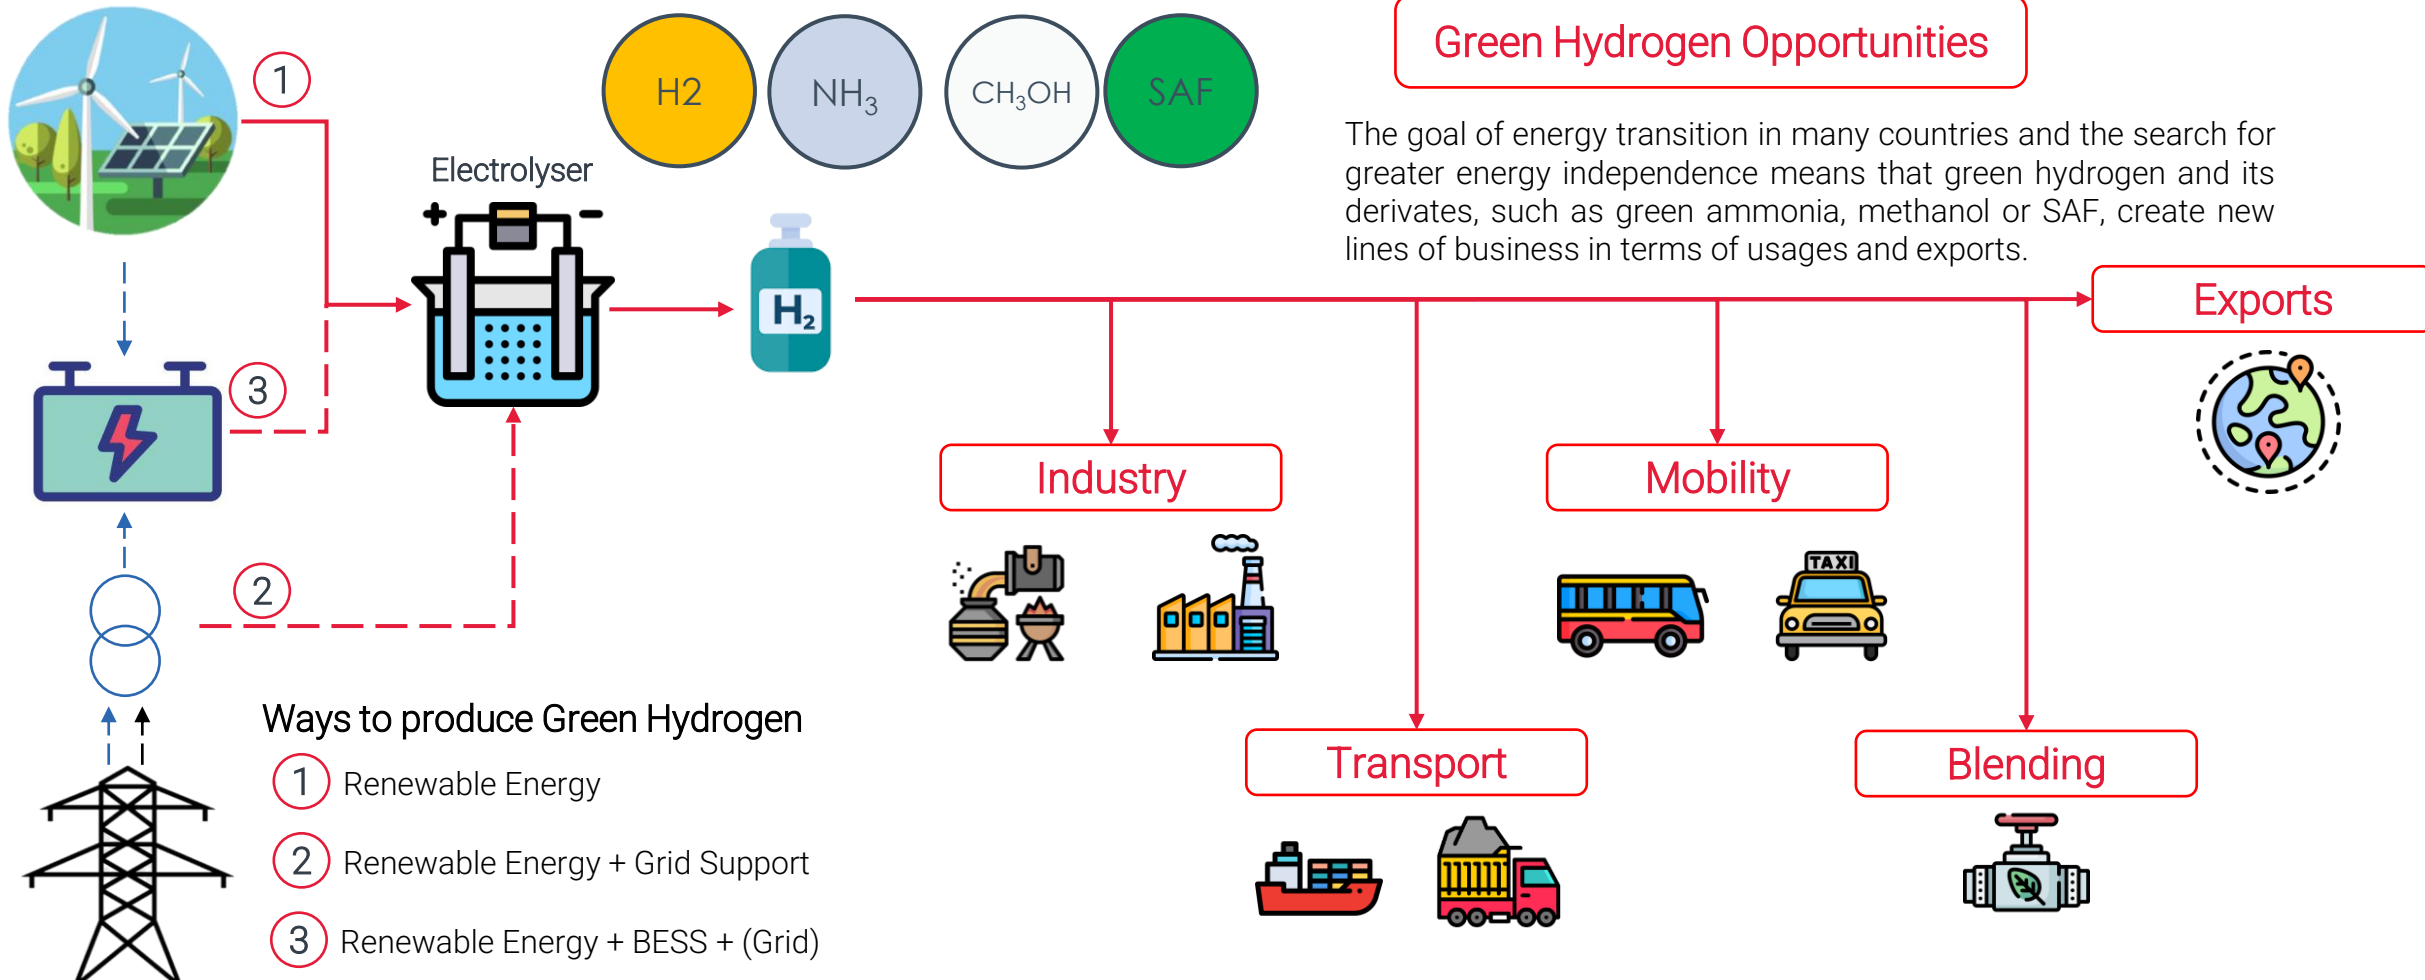 Green Hydrogen Opportunities
The goal of energy transition in many countries and the search for
greater energy independence means that green hydrogen and its
derivates, such as green ammonia, methanol or SAF, create new
lines of business in terms of usages and exports.
H2
NH₃
CH₃OH
SAF
1
Electrolyser
+ −
H₂
Exports
3
Industry
Mobility
TAXI
2
Transport
Blending
Ways to produce Green Hydrogen
1 Renewable Energy
2 Renewable Energy + Grid Support
3 Renewable Energy + BESS + (Grid)